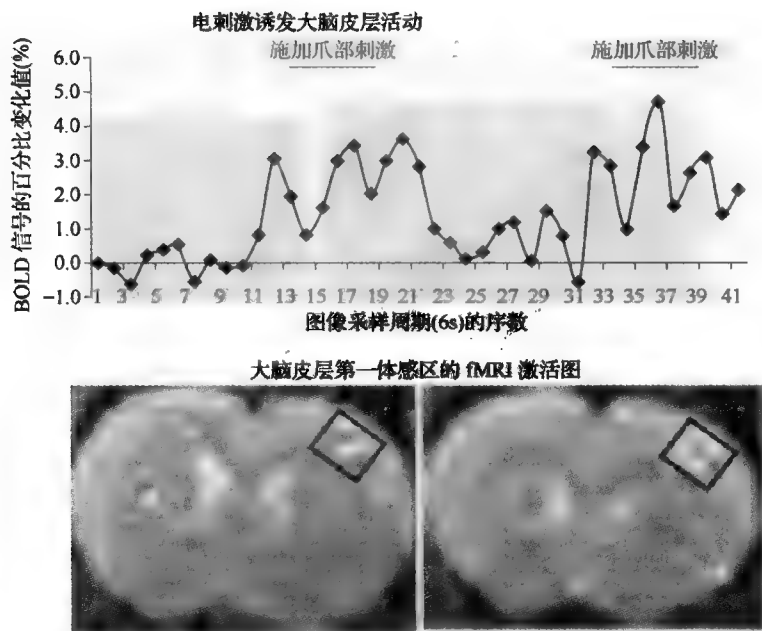 电刺激诱发大脑皮层活动
施加爪部刺激 施加爪部刺激
BOLD 信号的百分比变化值(%)
6.0
5.0
4.0
3.0
2.0
1.0
0.0
-1.0
1 3 5 7 9 11 13 15 17 19 21 23 25 27 29 31 33 35 37 39 41
图像采样周期(6s)的序数
大脑皮层第一体感区的 fMRI 激活图